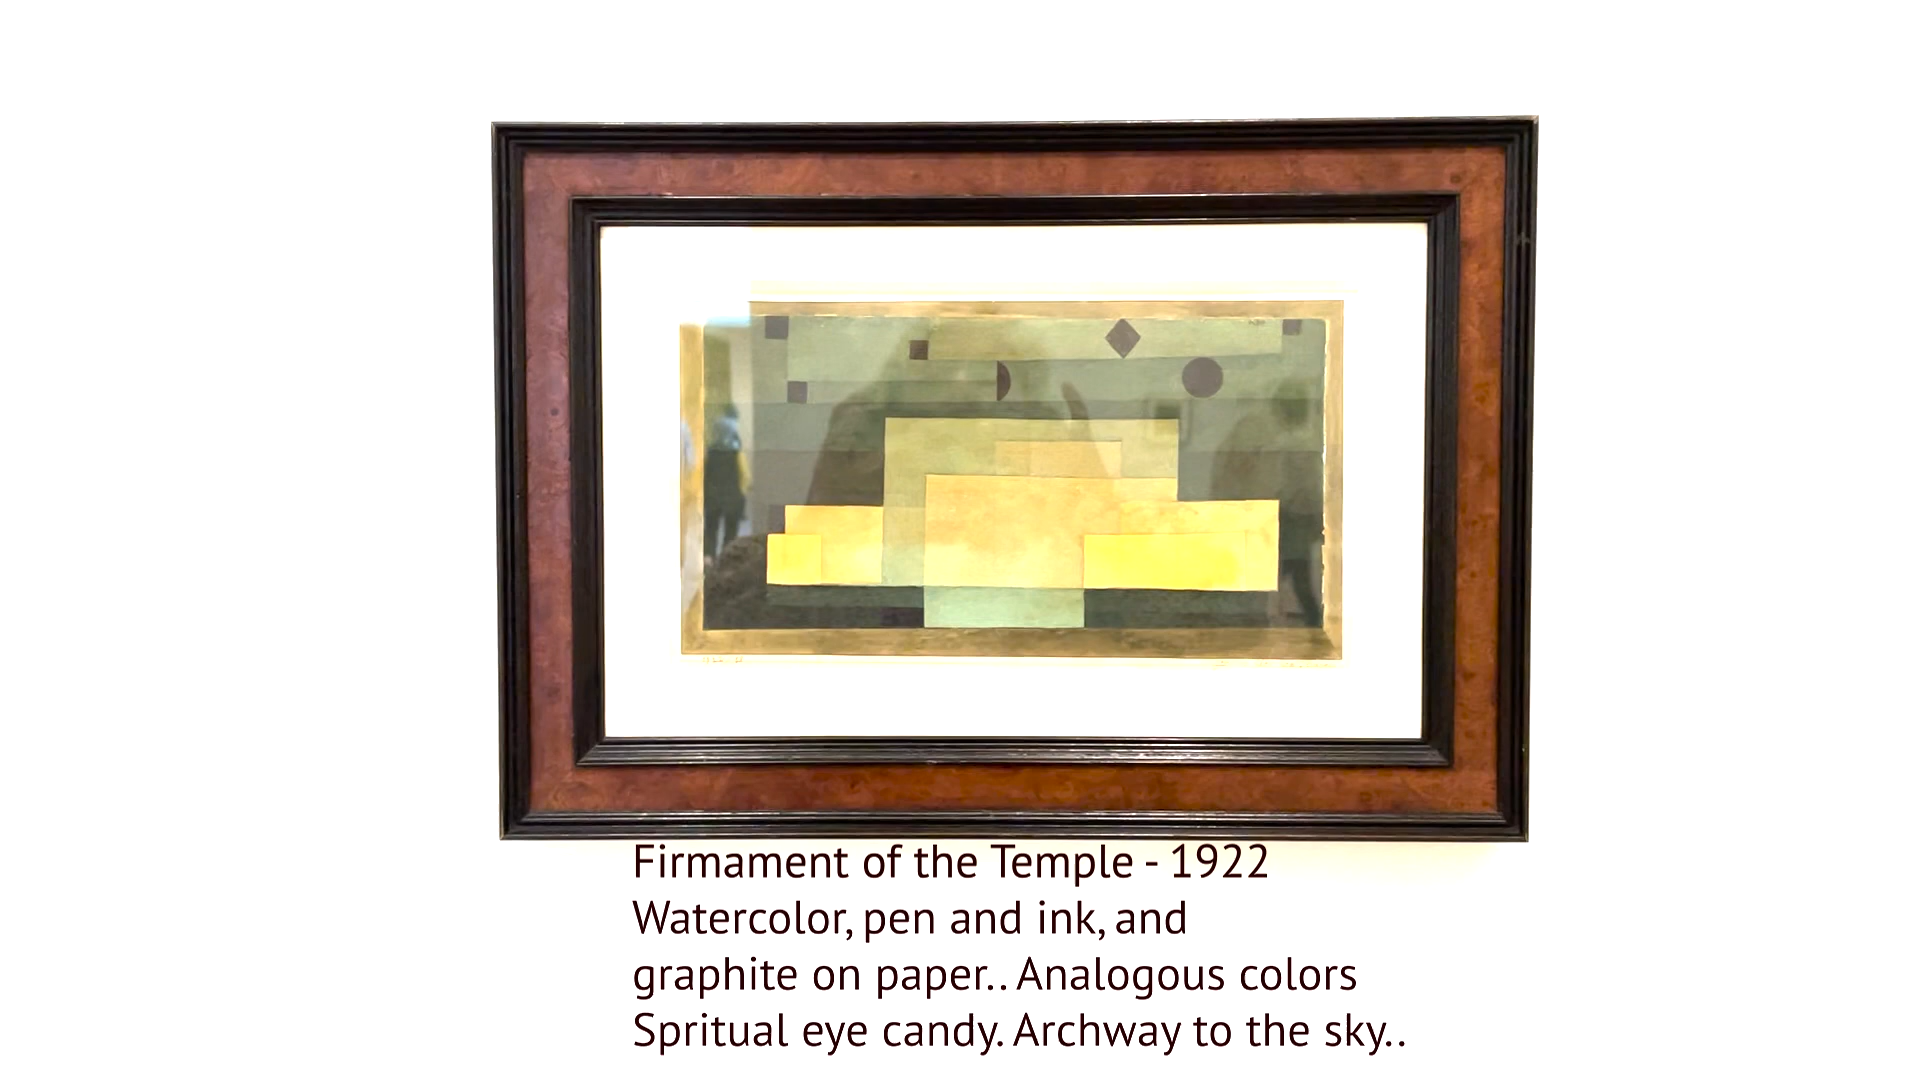 Firmament of the Temple - 1922
Watercolor, pen and ink, and
graphite on paper.. Analogous colors
Spritual eye candy. Archway to the sky..